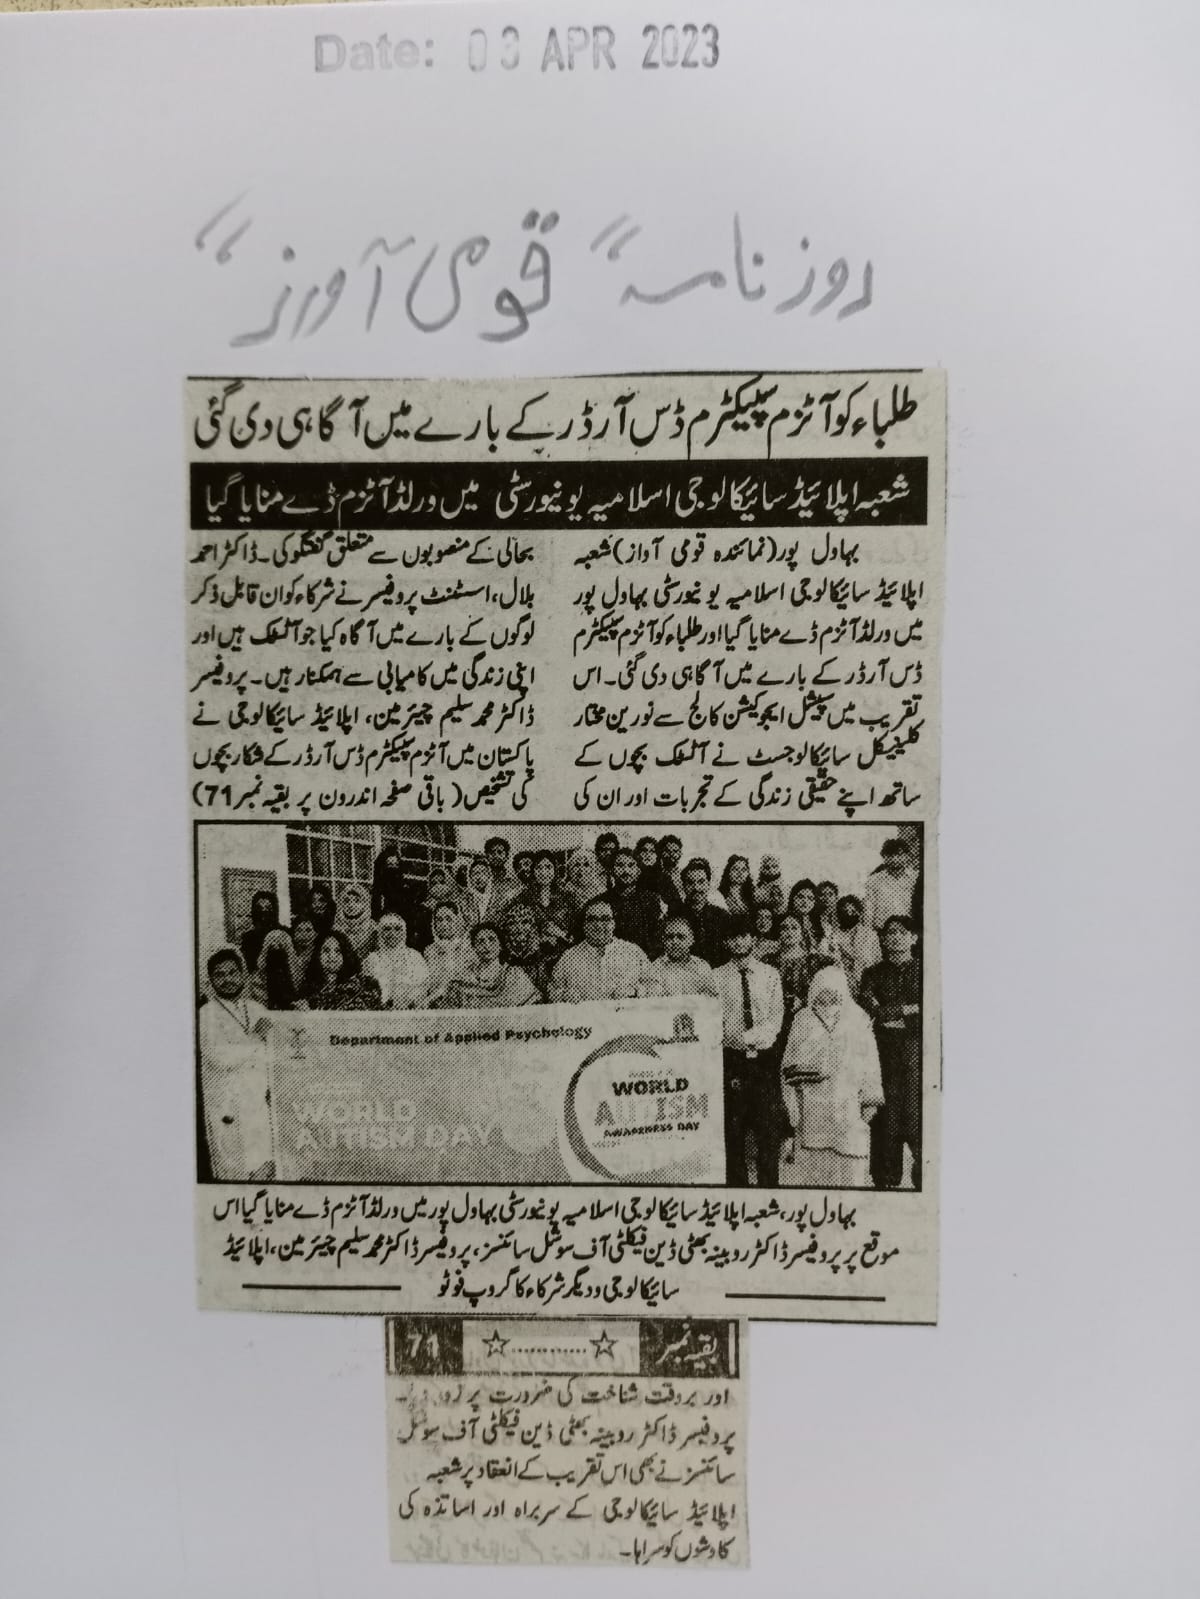 Date: 03 APR 2023
روزنامہ "قومی آواز"
طلباء کو آٹزم سپیکٹرم ڈس آرڈر کے بارے میں آگاہی دی گئی
شعبہ اپلائیڈ سائیکالوجی اسلامیہ یونیورسٹی میں ورلڈ آٹزم ڈے منایا گیا
بہاول پور (نمائندہ قومی آواز) شعبہ
اپلائیڈ سائیکالوجی اسلامیہ یونیورسٹی بہاول پور
میں ورلڈ آٹزم ڈے منایا گیا اور طلباء کو آٹزم سپیکٹرم
ڈس آرڈر کے بارے میں آگاہی دی گئی۔ اس
تقریب میں سپیشل ایجوکیشن کالج سے نورین مختار
کلینیکل سائیکالوجسٹ نے آٹسٹک بچوں کے
ساتھ اپنے حقیقی زندگی کے تجربات اور ان کی
بحالی کے منصوبوں سے متعلق گفتگو کی۔ ڈاکٹر احمد
بلال، اسسٹنٹ پروفیسر نے شرکاء کو ان قابل ذکر
لوگوں کے بارے میں آگاہ کیا جو آٹسٹک ہیں اور
اپنی زندگی میں کامیابی سے ہمکنار ہیں۔ پروفیسر
ڈاکٹر محمد سلیم چیئرمین، اپلائیڈ سائیکالوجی نے
پاکستان میں آٹزم سپیکٹرم ڈس آرڈر کے شکار بچوں
کی تشخیص (باقی صفحہ اندرون پر بقیہ نمبر 71)
Department of Applied Psychology
WORLD
AUTISM DAY
WORLD
AUTISM
AWARENESS DAY
بہاول پور، شعبہ اپلائیڈ سائیکالوجی اسلامیہ یونیورسٹی بہاول پور میں ورلڈ آٹزم ڈے منایا گیا اس
موقع پر پروفیسر ڈاکٹر روبینہ بھٹی ڈین فیکلٹی آف سوشل سائنسز، پروفیسر ڈاکٹر محمد سلیم چیئرمین، اپلائیڈ
سائیکالوجی و دیگر شرکاء کا گروپ فوٹو
بقیہ نمبر ☆............☆ 71
اور بروقت شناخت کی ضرورت پر زور دیا۔
پروفیسر ڈاکٹر روبینہ بھٹی ڈین فیکلٹی آف سوشل
سائنسز نے بھی اس تقریب کے انعقاد پر شعبہ
اپلائیڈ سائیکالوجی کے سربراہ اور اساتذہ کی
کاوشوں کو سراہا۔